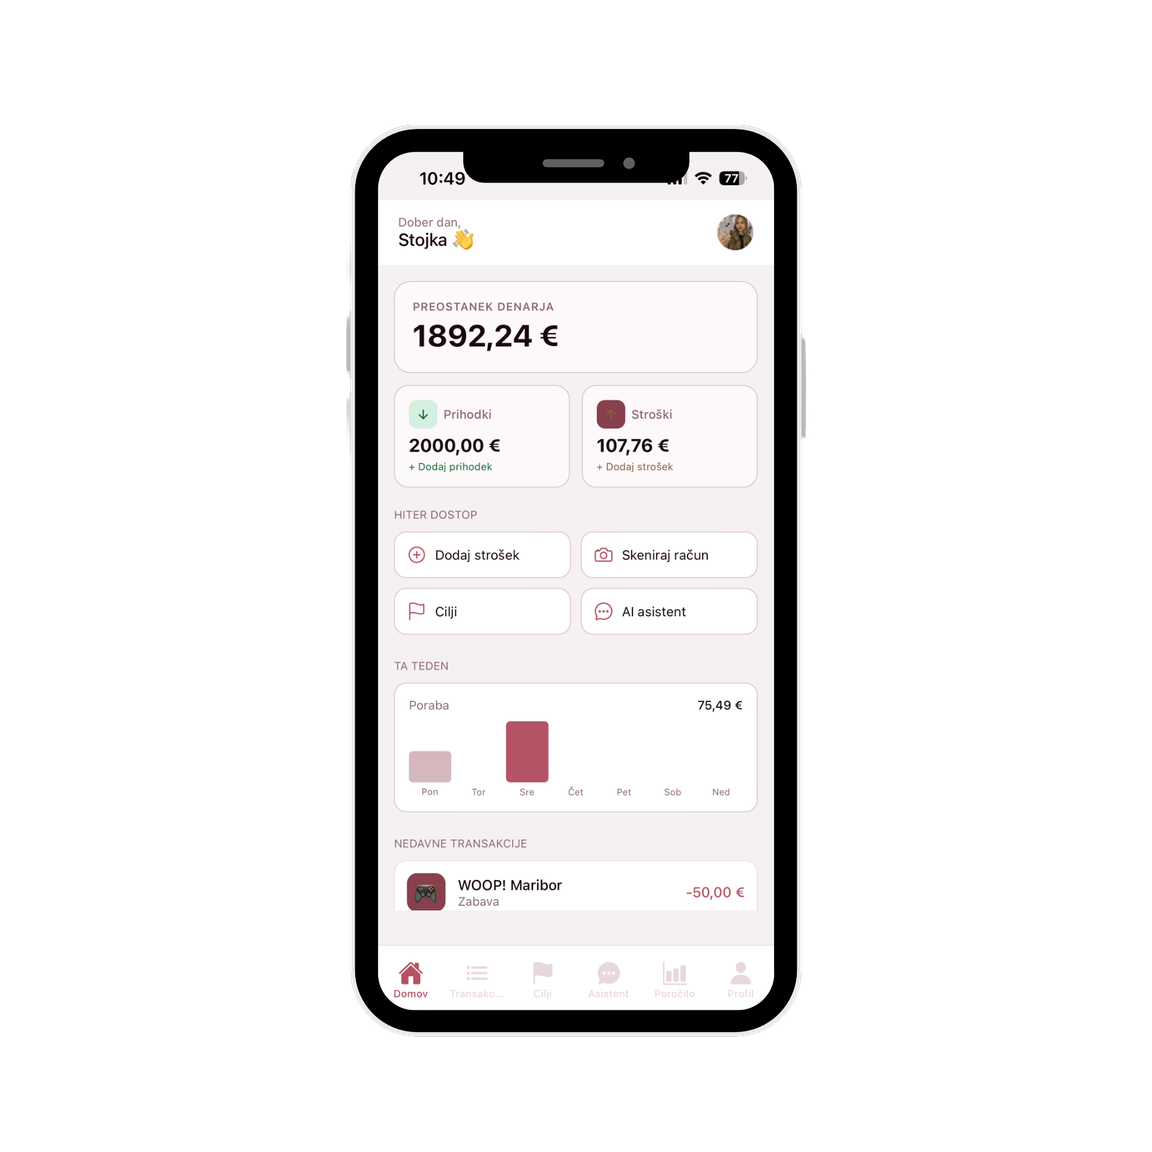 10:49
77
Dober dan,
Stojka 👋
PREOSTANEK DENARJA
1892,24 €
Prihodki
2000,00 €
+ Dodaj prihodek
Stroški
107,76 €
+ Dodaj strošek
HITER DOSTOP
Dodaj strošek
Skeniraj račun
Cilji
AI asistent
TA TEDEN
Poraba
75,49 €
Pon Tor Sre Čet Pet Sob Ned
NEDAVNE TRANSAKCIJE
WOOP! Maribor
-50,00 €
Zabava
Domov Transakc... Cilji Asistent Poročilo Profil